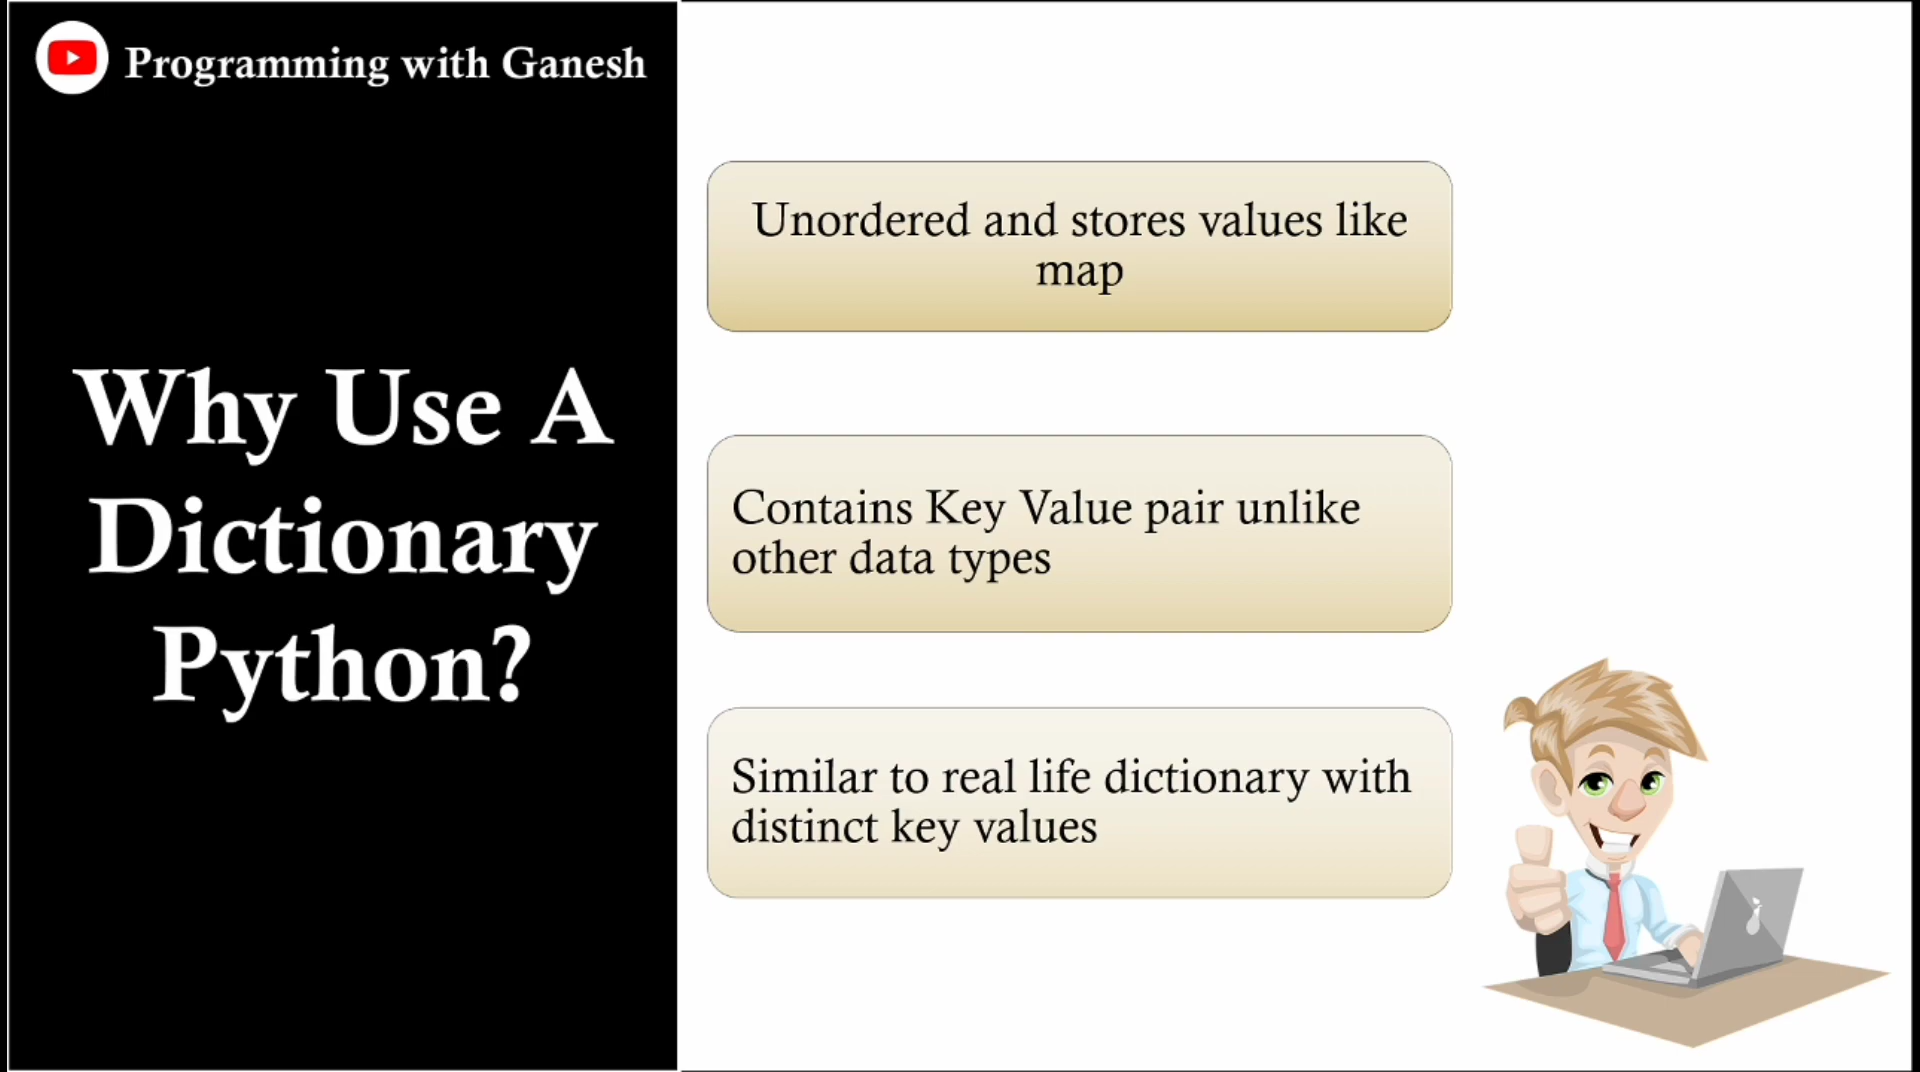 Programming with Ganesh
Why Use A
Dictionary
Python?
Unordered and stores values like
map
Contains Key Value pair unlike
other data types
Similar to real life dictionary with
distinct key values